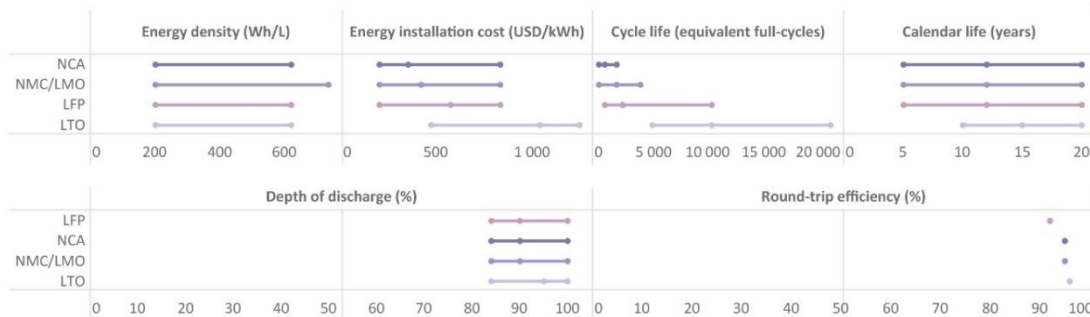 Energy density (Wh/L) Energy installation cost (USD/kWh) Cycle life (equivalent full-cycles) Calendar life (years)
NCA
NMC/LMO
LFP
LTO
0 200 400 600 0 500 1 000 0 5 000 10 000 15 000 20 000 5 10 15 20
Depth of discharge (%) Round-trip efficiency (%)
LFP
NCA
NMC/LMO
LTO
0 10 20 30 40 50 60 70 80 90 100 0 10 20 30 40 50 60 70 80 90 100